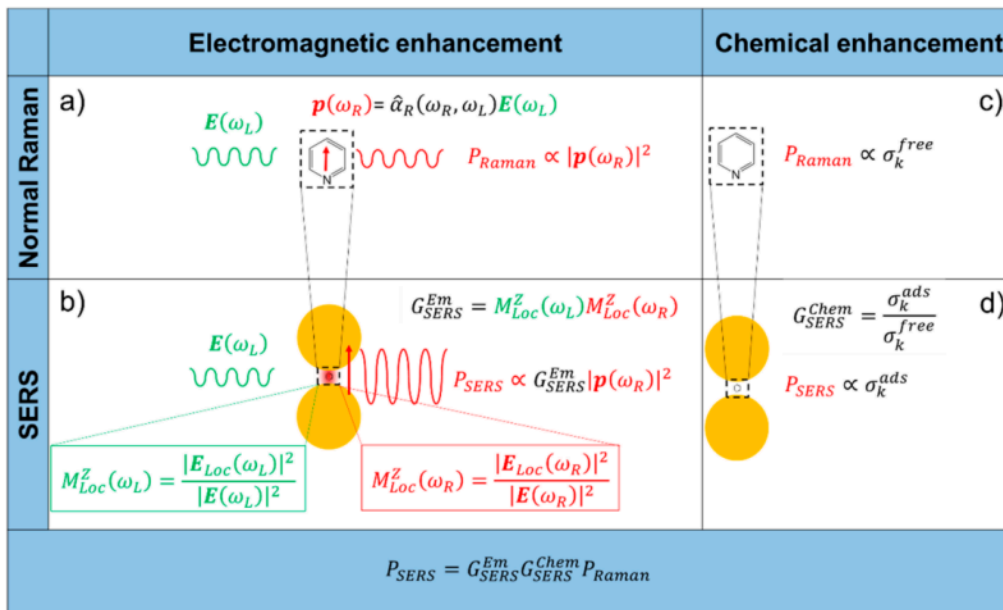 Electromagnetic enhancement
Chemical enhancement
Normal Raman
a)
p(ω_R) = α̂_R(ω_R, ω_L)E(ω_L)
E(ω_L)
N
P_Raman ∝ |p(ω_R)|²
c)
N
P_Raman ∝ σ_k^free
SERS
b)
G_SERS^Em = M_Loc^Z(ω_L)M_Loc^Z(ω_R)
E(ω_L)
P_SERS ∝ G_SERS^Em|p(ω_R)|²
M_Loc^Z(ω_L) = |E_Loc(ω_L)|² / |E(ω_L)|²
M_Loc^Z(ω_R) = |E_Loc(ω_R)|² / |E(ω_R)|²
d)
G_SERS^Chem = σ_k^ads / σ_k^free
P_SERS ∝ σ_k^ads
P_SERS = G_SERS^Em G_SERS^Chem P_Raman